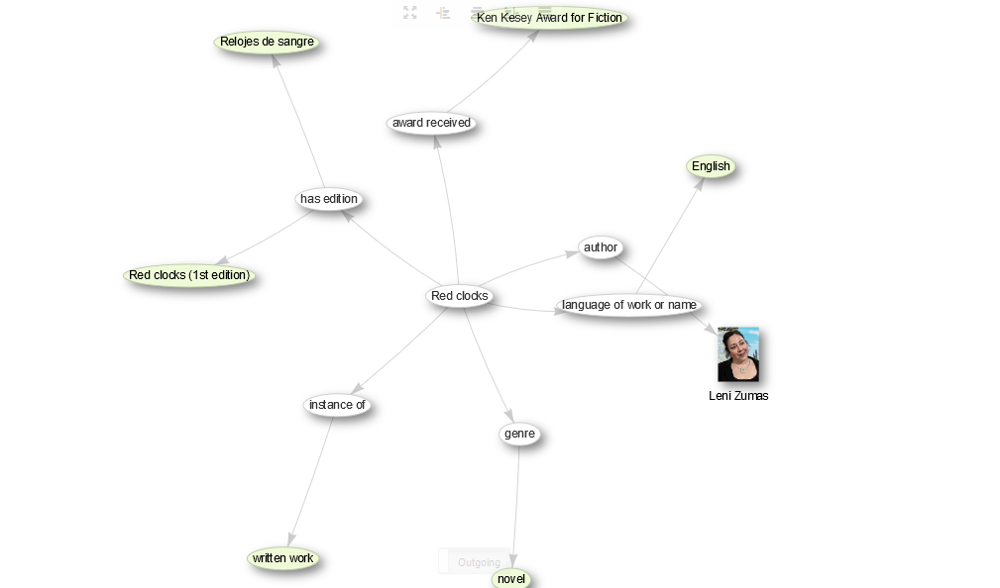 Ken Kesey Award for Fiction
Relojes de sangre
award received
English
has edition
author
Red clocks (1st edition)
Red clocks
language of work or name
Leni Zumas
instance of
genre
written work
Outgoing
novel